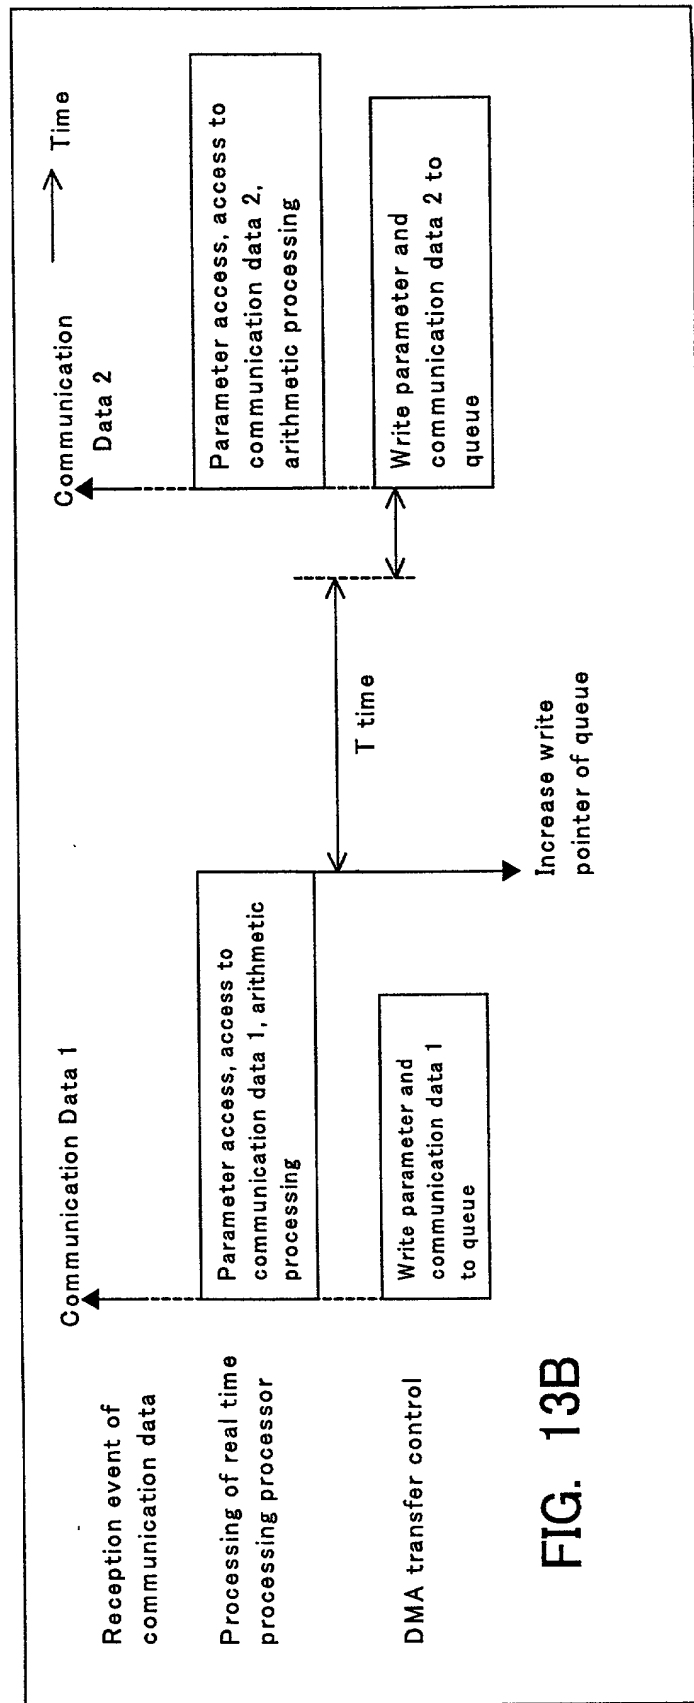 Communication Data 1
Communication
Data 2
Time
Reception event of
communication data
Processing of real time
processing processor
Parameter access, access to
communication data 1, arithmetic
processing
Parameter access, access to
communication data 2,
arithmetic processing
T time
DMA transfer control
Write parameter and
communication data 1
to queue
Write parameter and
communication data 2 to
queue
Increase write
pointer of queue
FIG. 13B